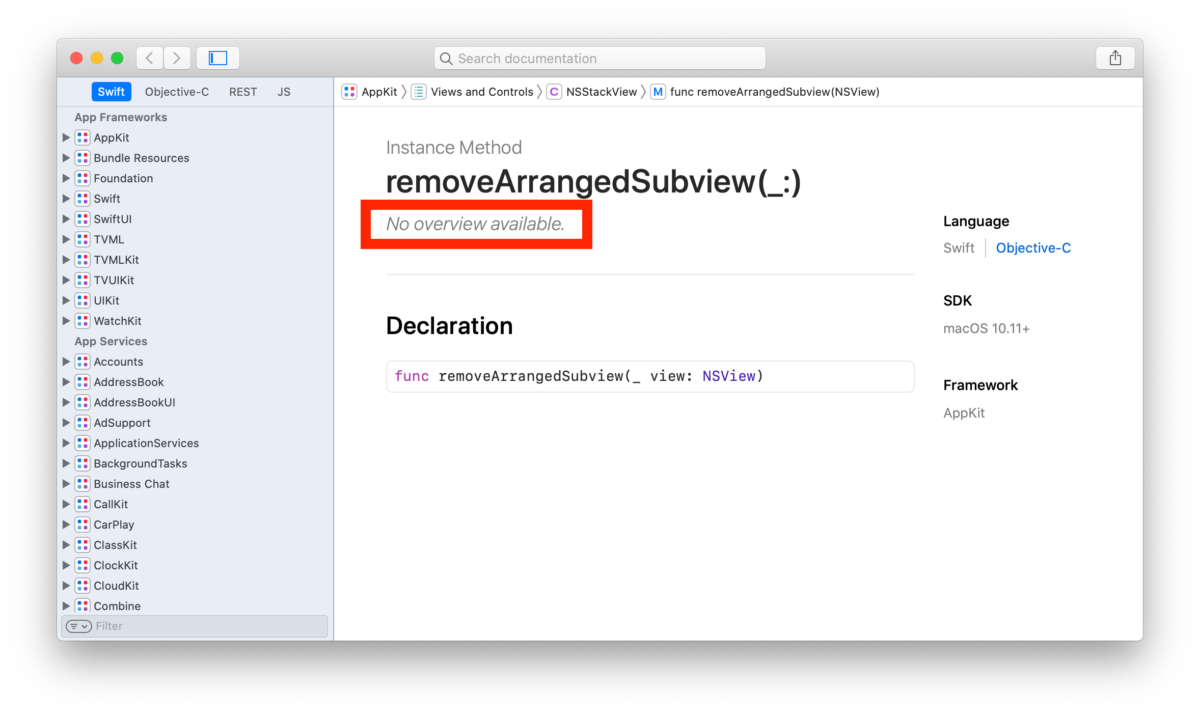 Search documentation
Swift Objective-C REST JS
AppKit Views and Controls C NSStackView M func removeArrangedSubview(NSView)
App Frameworks
AppKit
Bundle Resources
Foundation
Swift
SwiftUI
TVML
TVMLKit
TVUIKit
UIKit
WatchKit
App Services
Accounts
AddressBook
AddressBookUI
AdSupport
ApplicationServices
BackgroundTasks
Business Chat
CallKit
CarPlay
ClassKit
ClockKit
CloudKit
Combine
Filter
Instance Method
removeArrangedSubview(_:)
No overview available.
Declaration
func removeArrangedSubview(_ view: NSView)
Language
Swift Objective-C
SDK
macOS 10.11+
Framework
AppKit